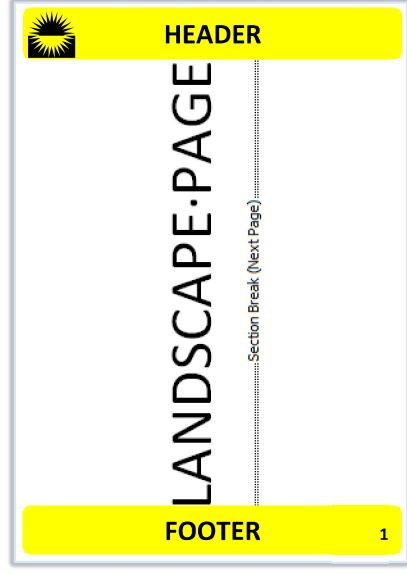 HEADER
LANDSCAPE·PAGE
Section Break (Next Page)
FOOTER
1